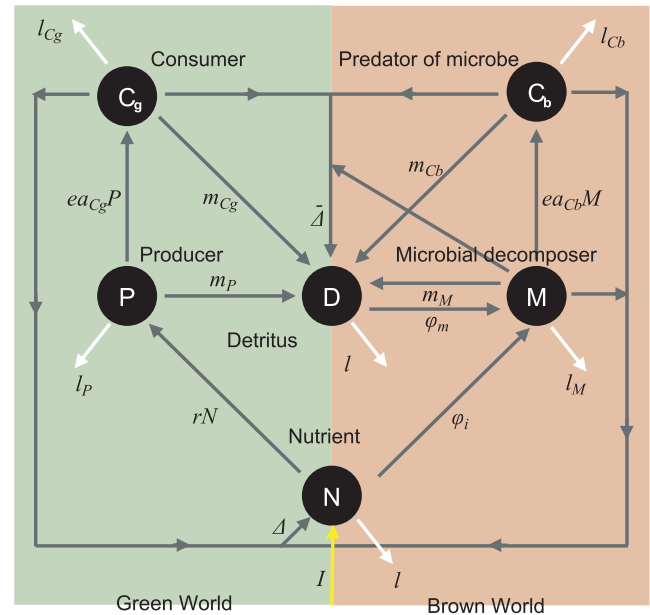 l_Cg
l_Cb
Consumer
Predator of microbe
C_g
C_b
ea_CgP
m_Cg
m_Cb
ea_CbM
Δ̄
Producer
Microbial decomposer
P
m_P
D
m_M
M
φ_m
Detritus
l_P
l
l_M
rN
φ_i
Nutrient
N
Δ
I
l
Green World
Brown World